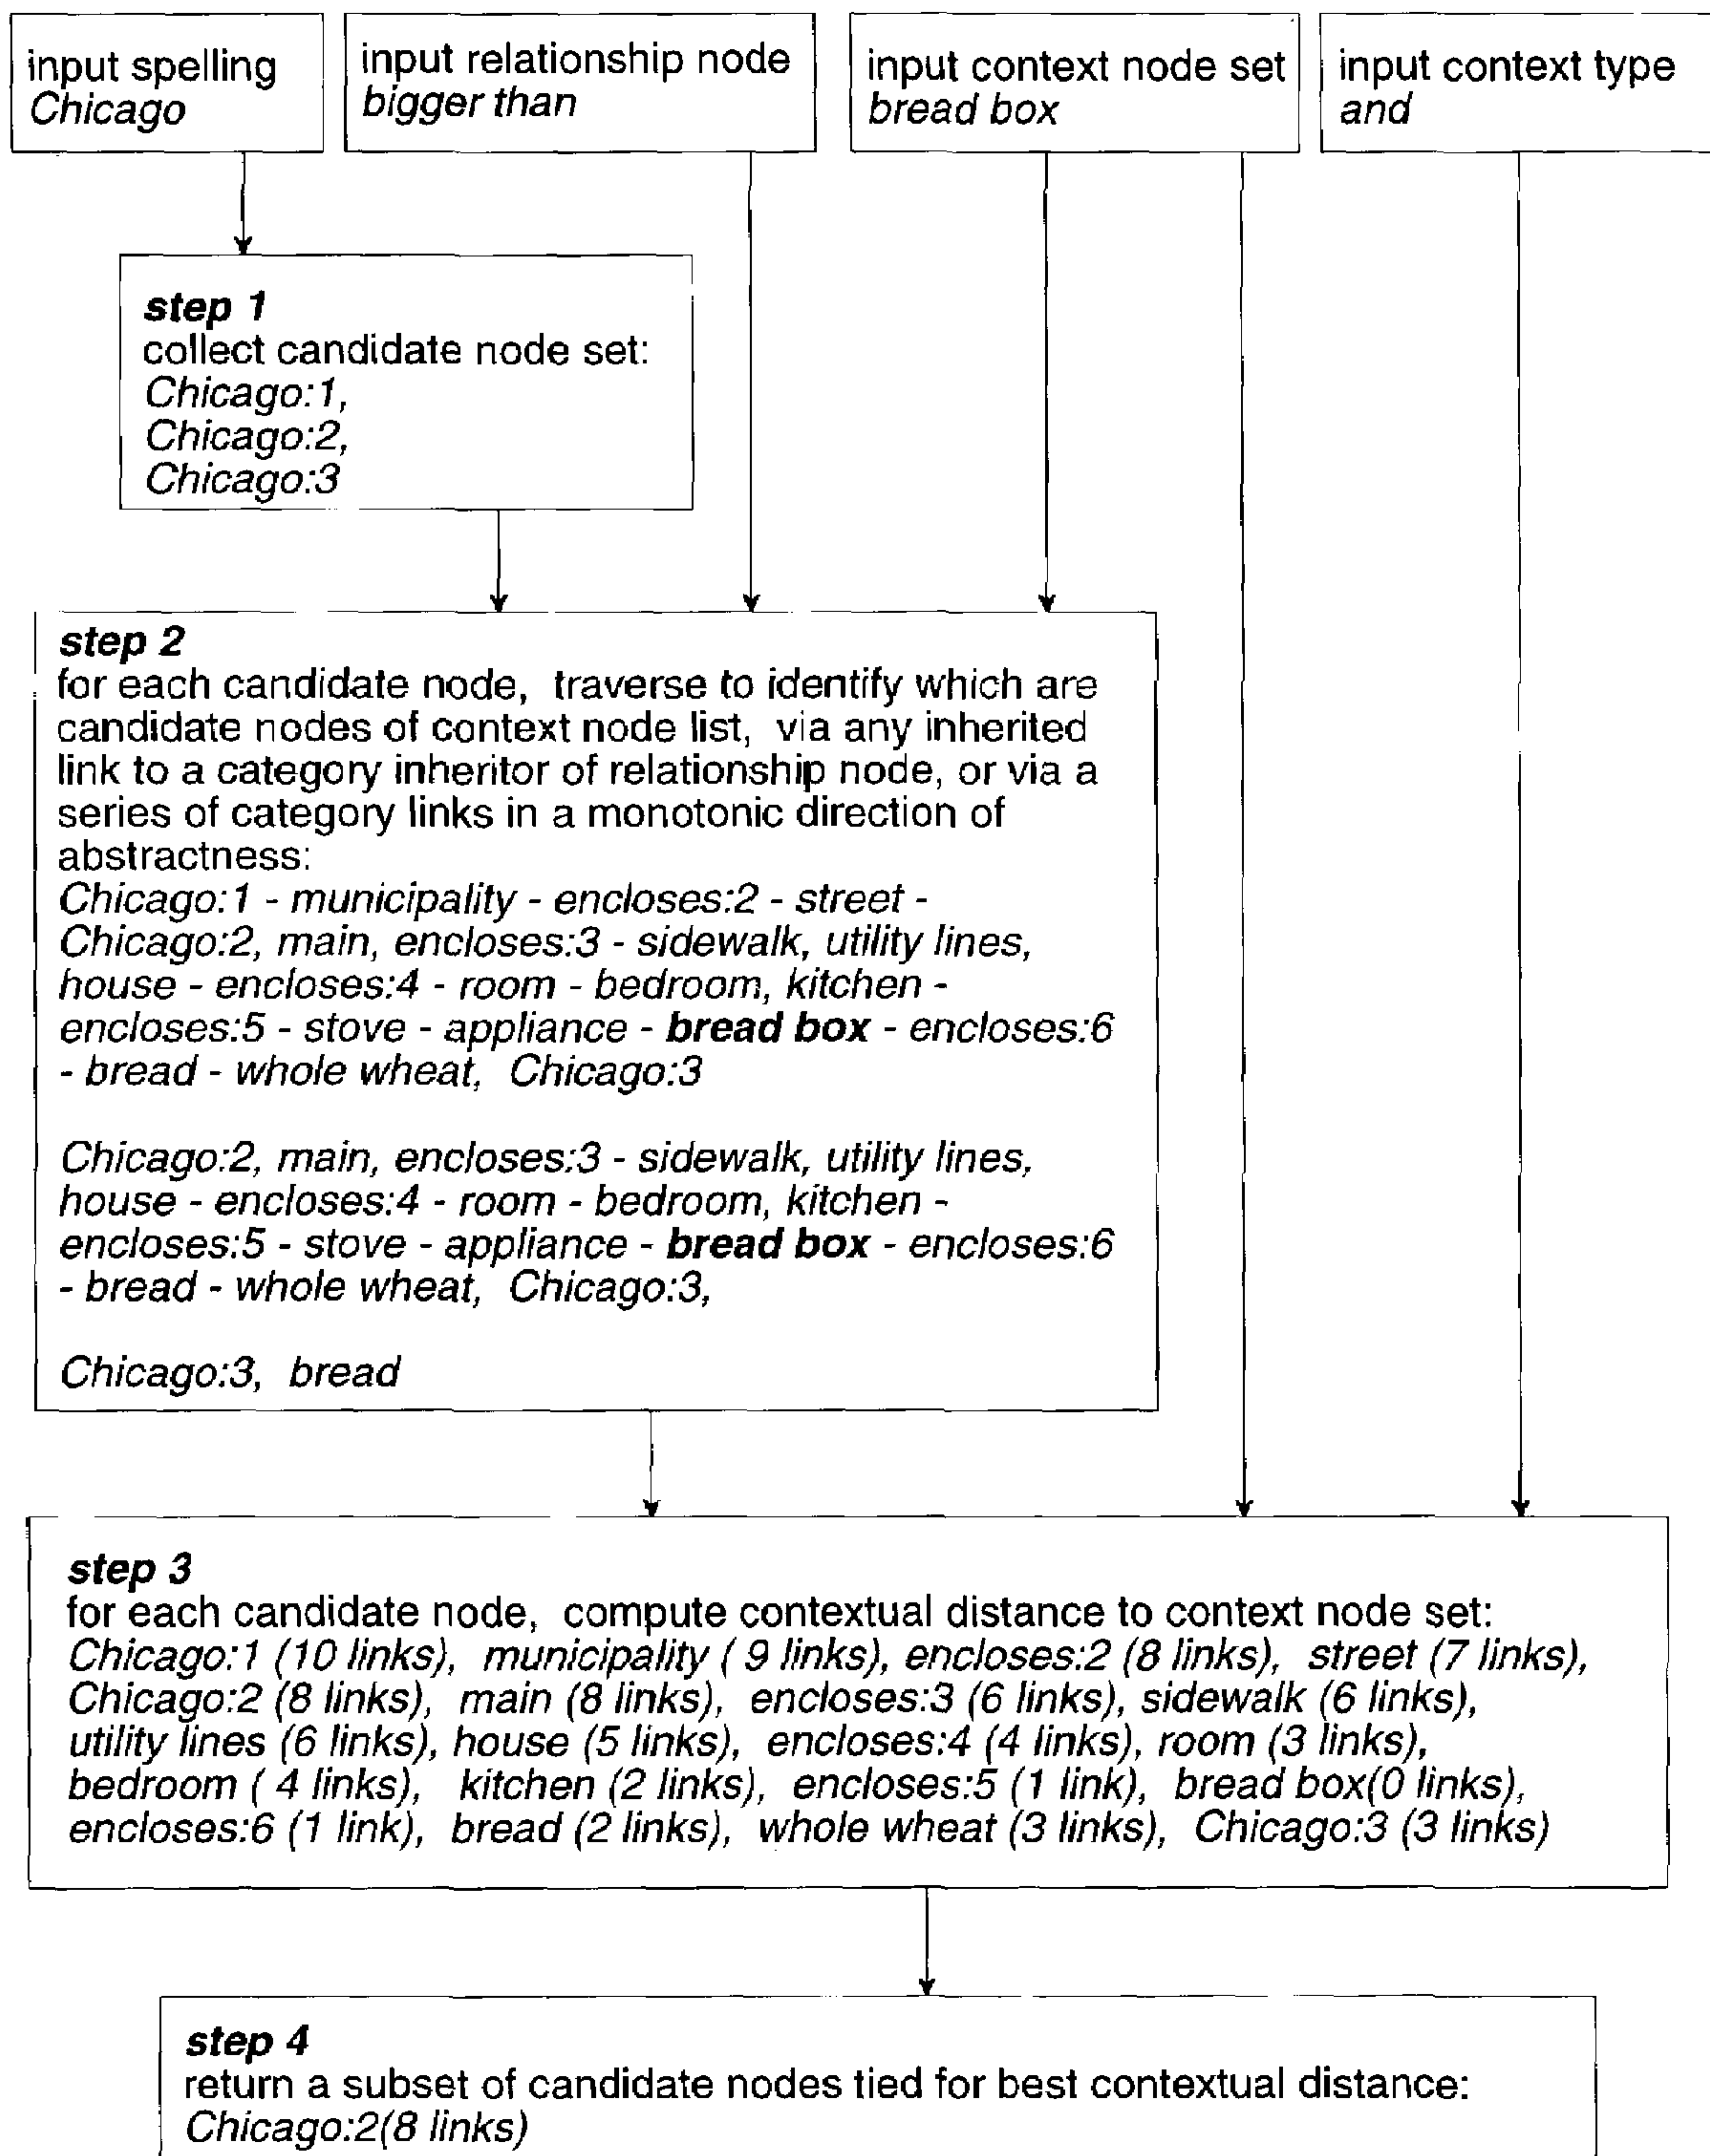 input spelling
Chicago
input relationship node
bigger than
input context node set
bread box
input context type
and
step 1
collect candidate node set:
Chicago:1,
Chicago:2,
Chicago:3
step 2
for each candidate node, traverse to identify which are
candidate nodes of context node list, via any inherited
link to a category inheritor of relationship node, or via a
series of category links in a monotonic direction of
abstractness:
Chicago:1 - municipality - encloses:2 - street -
Chicago:2, main, encloses:3 - sidewalk, utility lines,
house - encloses:4 - room - bedroom, kitchen -
encloses:5 - stove - appliance - bread box - encloses:6
- bread - whole wheat, Chicago:3
Chicago:2, main, encloses:3 - sidewalk, utility lines,
house - encloses:4 - room - bedroom, kitchen -
encloses:5 - stove - appliance - bread box - encloses:6
- bread - whole wheat, Chicago:3,
Chicago:3, bread
step 3
for each candidate node, compute contextual distance to context node set:
Chicago:1 (10 links), municipality ( 9 links), encloses:2 (8 links), street (7 links),
Chicago:2 (8 links), main (8 links), encloses:3 (6 links), sidewalk (6 links),
utility lines (6 links), house (5 links), encloses:4 (4 links), room (3 links),
bedroom ( 4 links), kitchen (2 links), encloses:5 (1 link), bread box(0 links),
encloses:6 (1 link), bread (2 links), whole wheat (3 links), Chicago:3 (3 links)
step 4
return a subset of candidate nodes tied for best contextual distance:
Chicago:2(8 links)